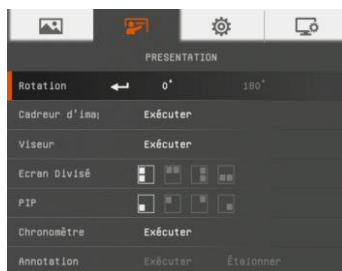 PRESENTATION
Rotation 0° 180°
Cadreur d'ima
Exécuter
Viseur Exécuter
Ecran Divisé
PIP
Chronomètre Exécuter
Annotation Exécuter Étalonner